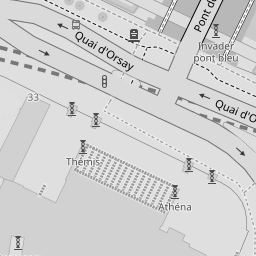 Pont d
Quai d'Orsay
Invader
pont bleu
Quai d'O
33
Thémis
Athéna